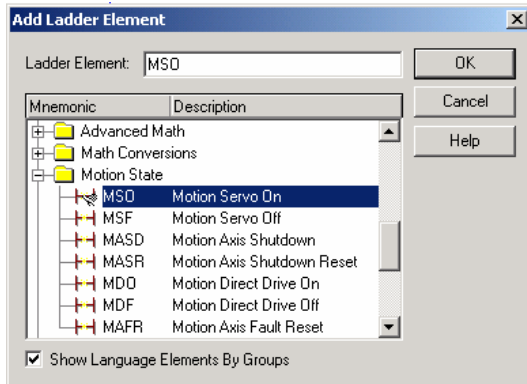 Add Ladder Element
Ladder Element: MSO
OK
Cancel
Help
Mnemonic Description
Advanced Math
Math Conversions
Motion State
MSO Motion Servo On
MSF Motion Servo Off
MASD Motion Axis Shutdown
MASR Motion Axis Shutdown Reset
MDO Motion Direct Drive On
MDF Motion Direct Drive Off
MAFR Motion Axis Fault Reset
Show Language Elements By Groups